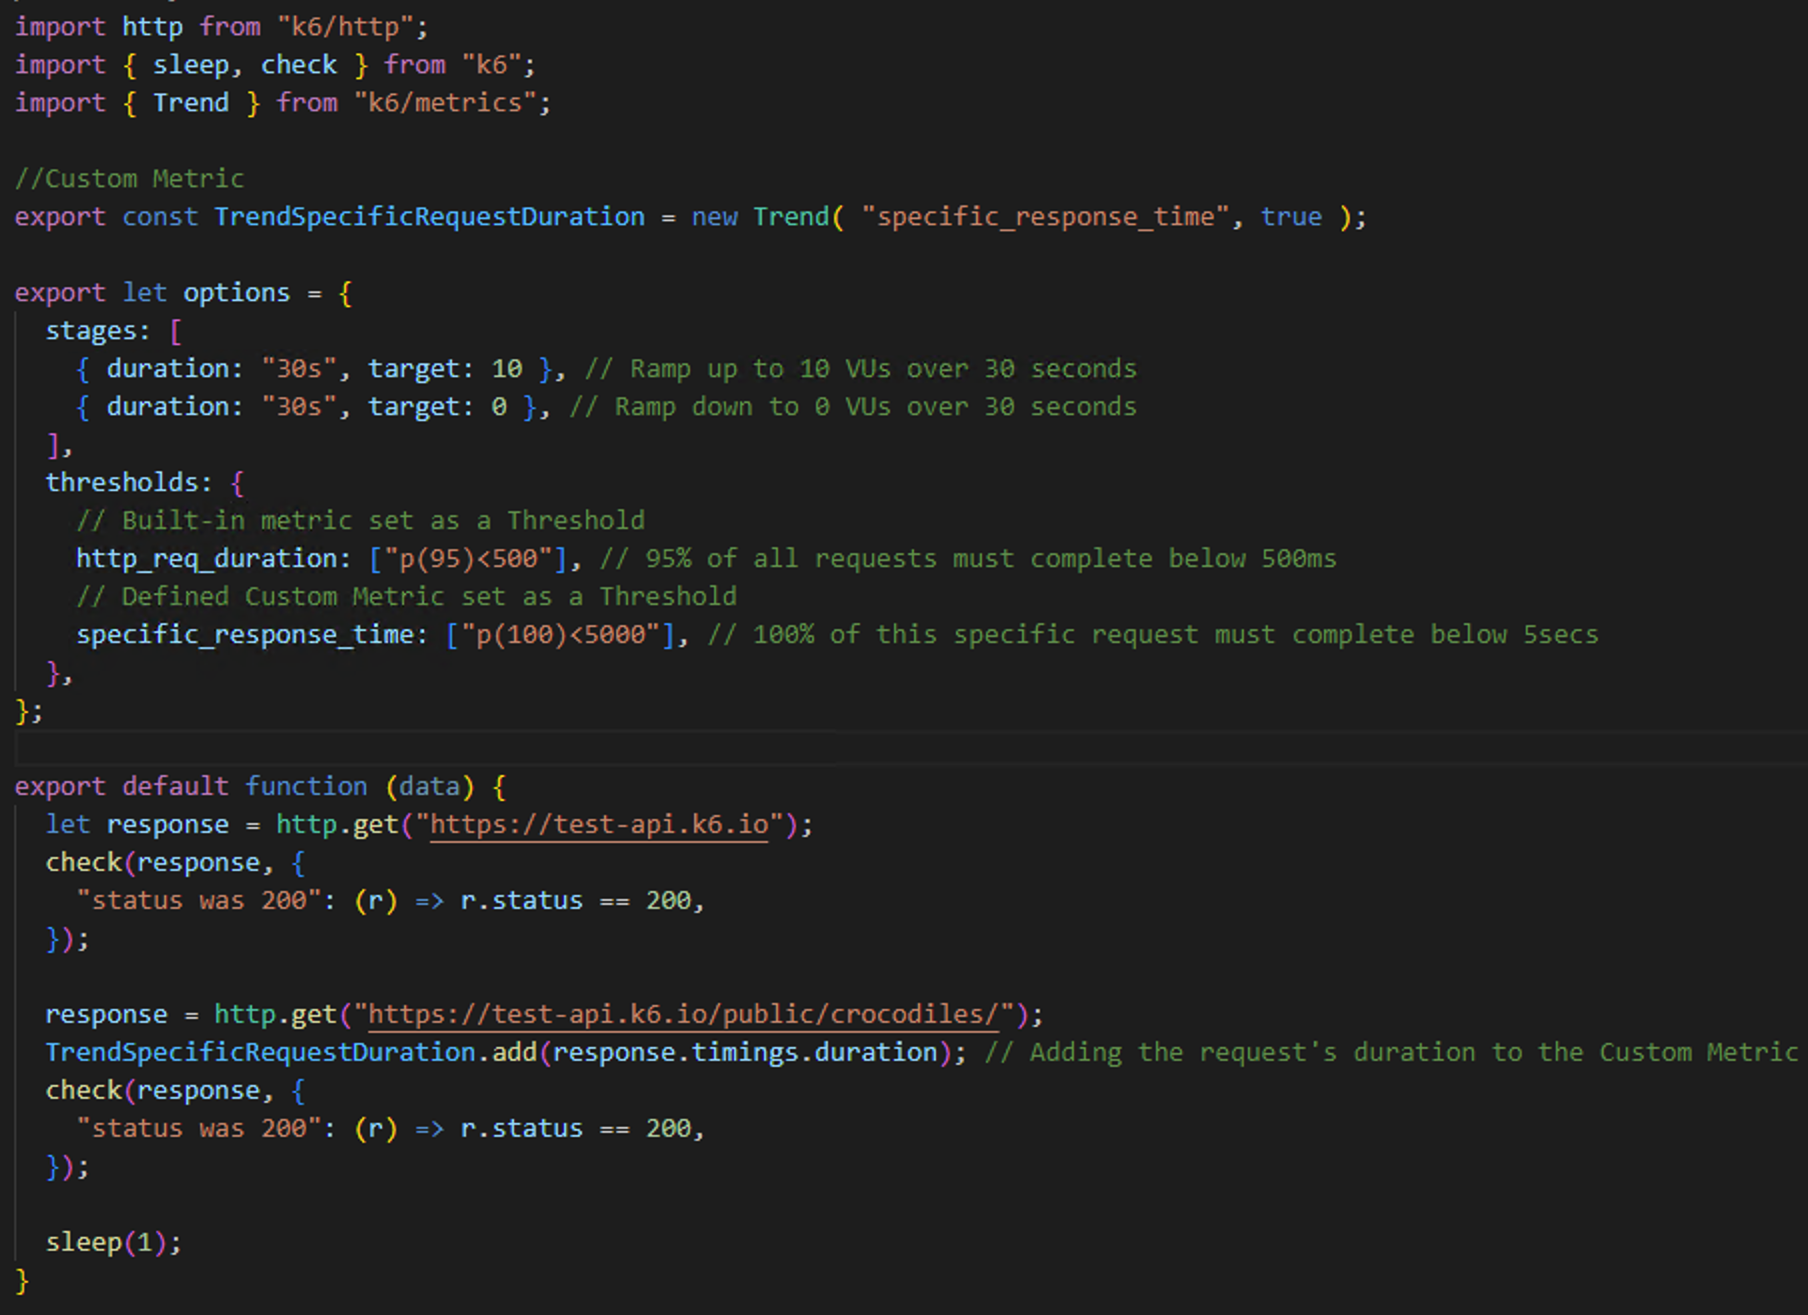 import http from "k6/http";
import { sleep, check } from "k6";
import { Trend } from "k6/metrics";
//Custom Metric
export const TrendSpecificRequestDuration = new Trend( "specific_response_time", true );
export let options = {
stages: [
{ duration: "30s", target: 10 }, // Ramp up to 10 VUs over 30 seconds
{ duration: "30s", target: 0 }, // Ramp down to 0 VUs over 30 seconds
],
thresholds: {
// Built-in metric set as a Threshold
http_req_duration: ["p(95)<500"], // 95% of all requests must complete below 500ms
// Defined Custom Metric set as a Threshold
specific_response_time: ["p(100)<5000"], // 100% of this specific request must complete below 5secs
},
};
export default function (data) {
let response = http.get("https://test-api.k6.io");
check(response, {
"status was 200": (r) => r.status == 200,
});
response = http.get("https://test-api.k6.io/public/crocodiles/");
TrendSpecificRequestDuration.add(response.timings.duration); // Adding the request's duration to the Custom Metric
check(response, {
"status was 200": (r) => r.status == 200,
});
sleep(1);
}